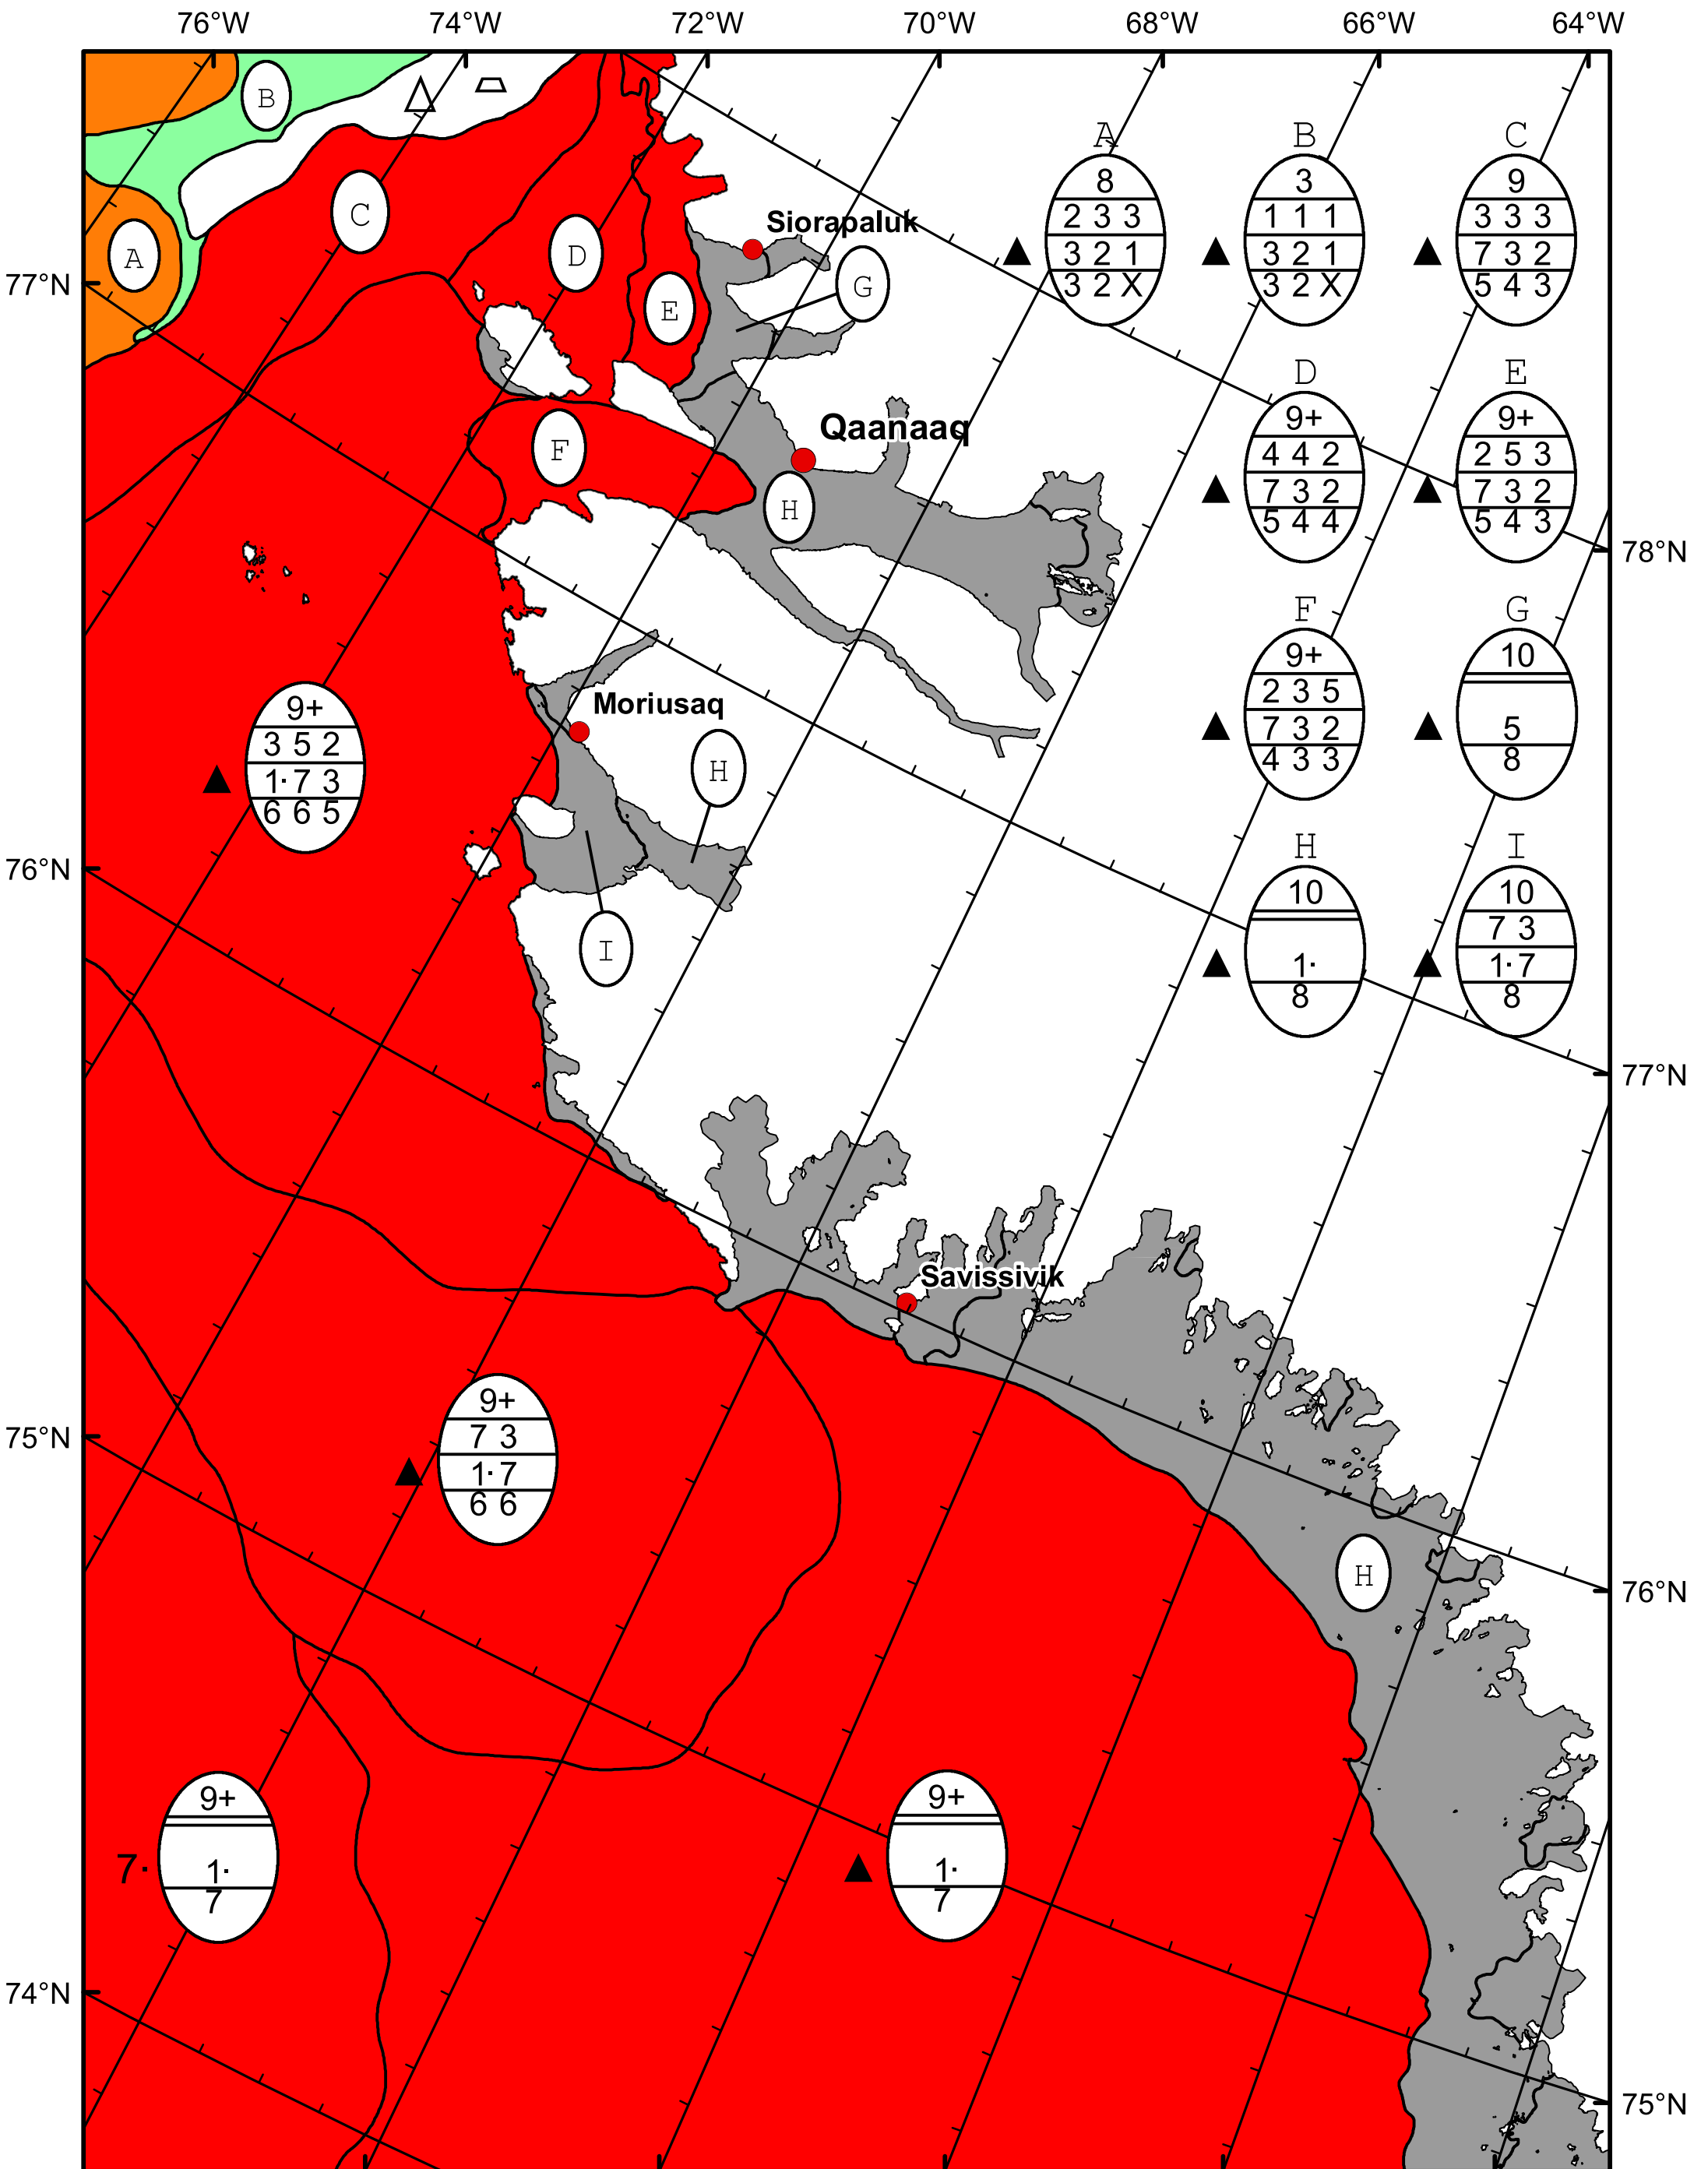 76°W 74°W 72°W 70°W 68°W 66°W 64°W
B
A B C
8 3 9
2 3 3 1 1 1 3 3 3
3 2 1 3 2 1 7 3 2
3 2 X 3 2 X 5 4 3
C
Siorapaluk
A
D
77°N
G
E
D E
9+ 9+
4 4 2 2 5 3
7 3 2 7 3 2
5 4 4 5 4 3
Qaanaaq
F
H
78°N
F G
9+ 10
2 3 5
7 3 2 5
4 3 3 8
Moriusaq
9+
3 5 2
1· 7 3
6 6 5
H
76°N
H I
10 10
7 3
1· 1· 7
8 8
I
77°N
Savissivik
75°N
9+
7 3
1· 7
6 6
H
76°N
9+
7·
1·
7
9+
1·
7
74°N
75°N